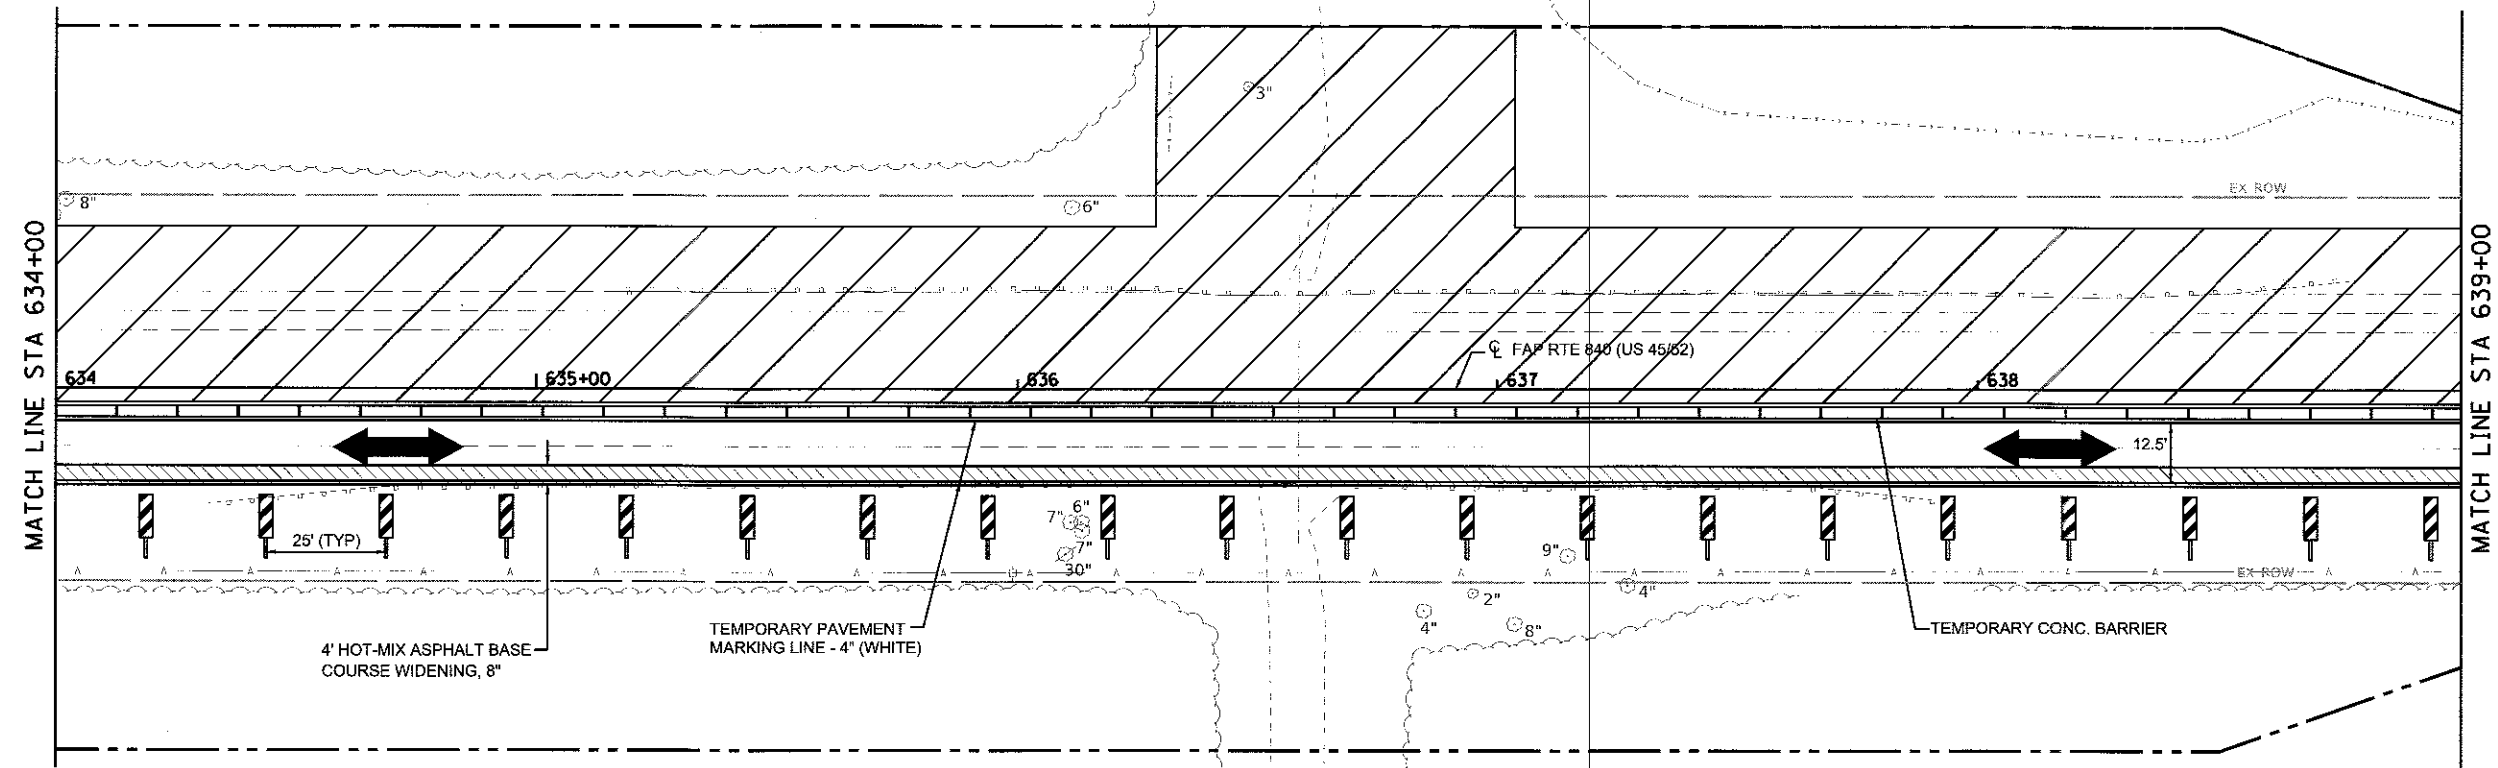 MATCH LINE STA 634+00
3"
EX ROW
8"
6"
℄ FAP RTE 840 (US 45/52)
634
635+00
636
637
638
12.5'
25' (TYP)
7"
6"
7"
30"
9"
EX ROW
4"
2"
4"
8"
4' HOT-MIX ASPHALT BASE
COURSE WIDENING, 8"
TEMPORARY PAVEMENT
MARKING LINE - 4" (WHITE)
TEMPORARY CONC. BARRIER
MATCH LINE STA 639+00